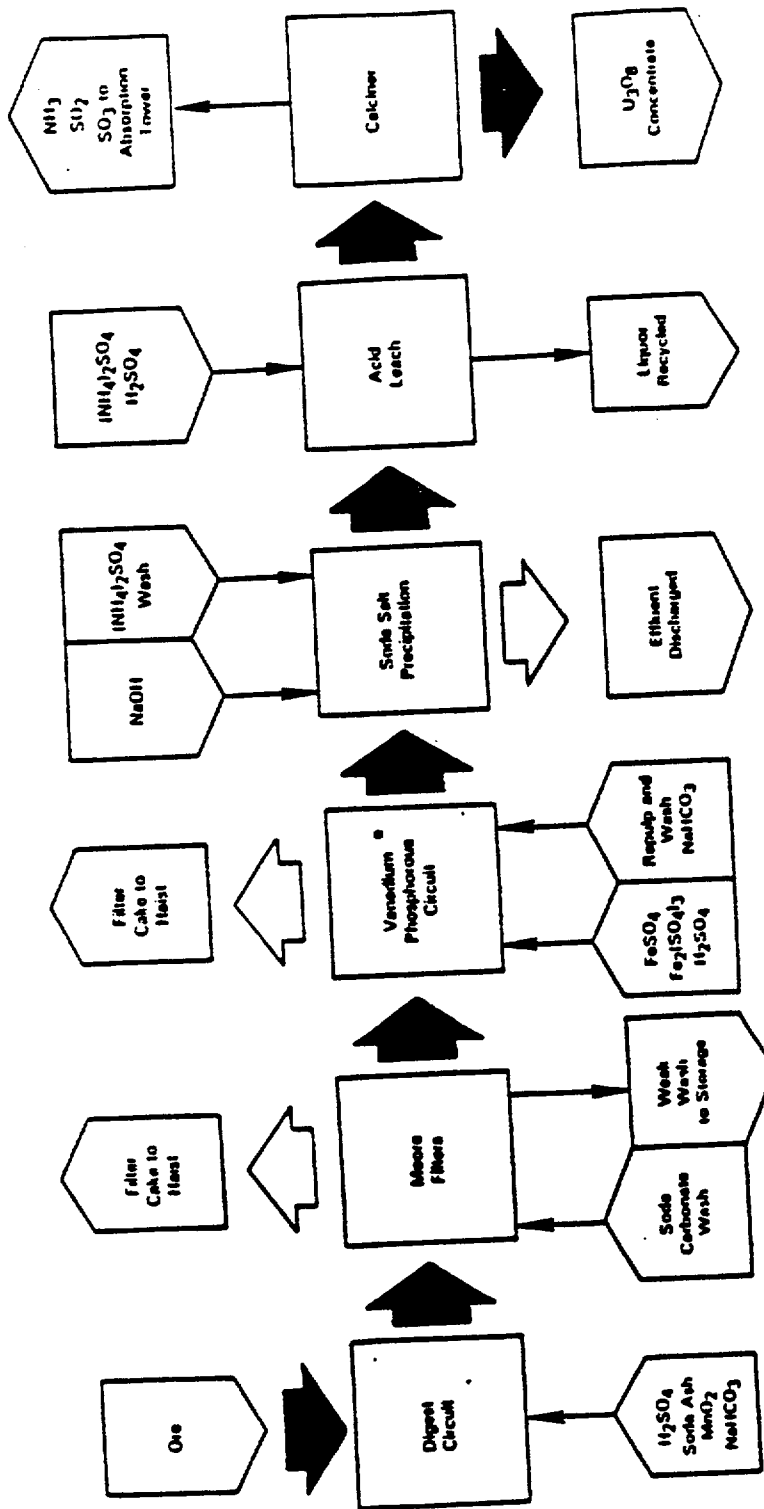 Ore
Filter
Cake to
Hoist
Filter
Cake to
Hoist
NaOH
(NH4)2SO4
Wash
(NH4)2SO4
H2SO4
NH3
SO2
SO3 to
Absorption
Tower
Digest
Circuit
Moore
Filters
Vanadium *
Phosphorous
Circuit
Soda Salt
Precipitation
Acid
Leach
Calciner
H2SO4
Soda Ash
MnO2
NaHCO3
Soda
Carbonate
Wash
Weak
Wash
to Storage
FeSO4
Fe2(SO4)3
H2SO4
Repulp and
Wash
NaHCO3
Effluent
Discharged
Liquor
Recycled
U3O8
Concentrate